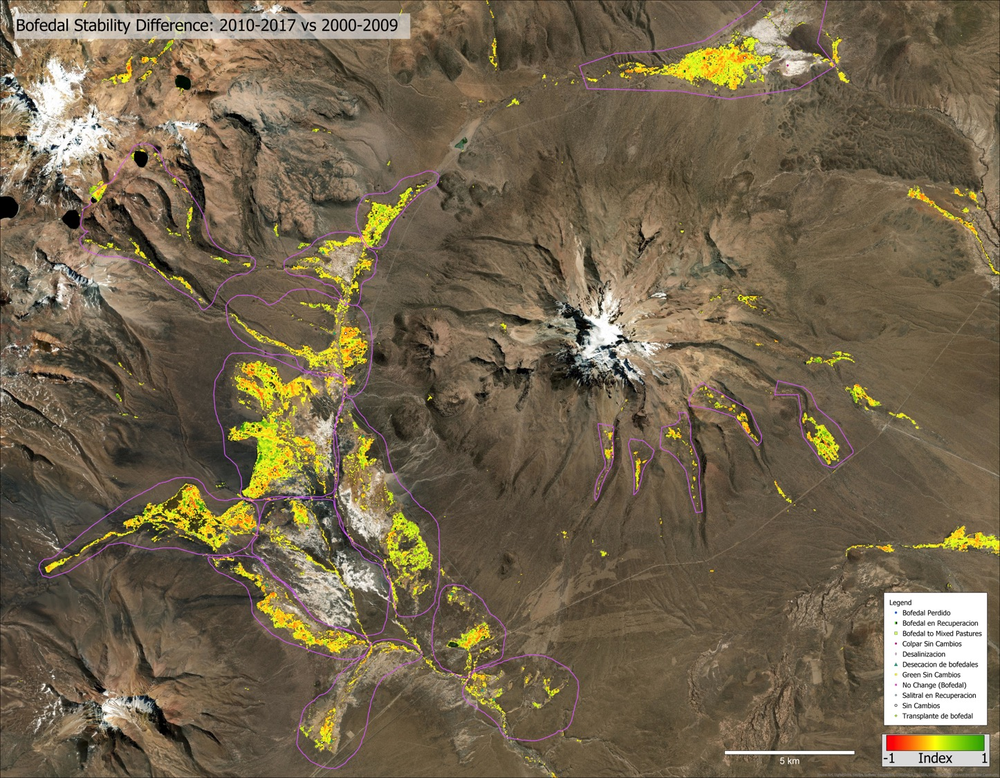 Bofedal Stability Difference: 2010-2017 vs 2000-2009
Legend
Bofedal Perdido
Bofedal en Recuperacion
Bofedal to Mixed Pastures
Colpar Sin Cambios
Desalinizacion
Desecacion de bofedales
Green Sin Cambios
No Change (Bofedal)
Salitral en Recuperacion
Sin Cambios
Transplante de bofedal
-1 Index 1
5 km